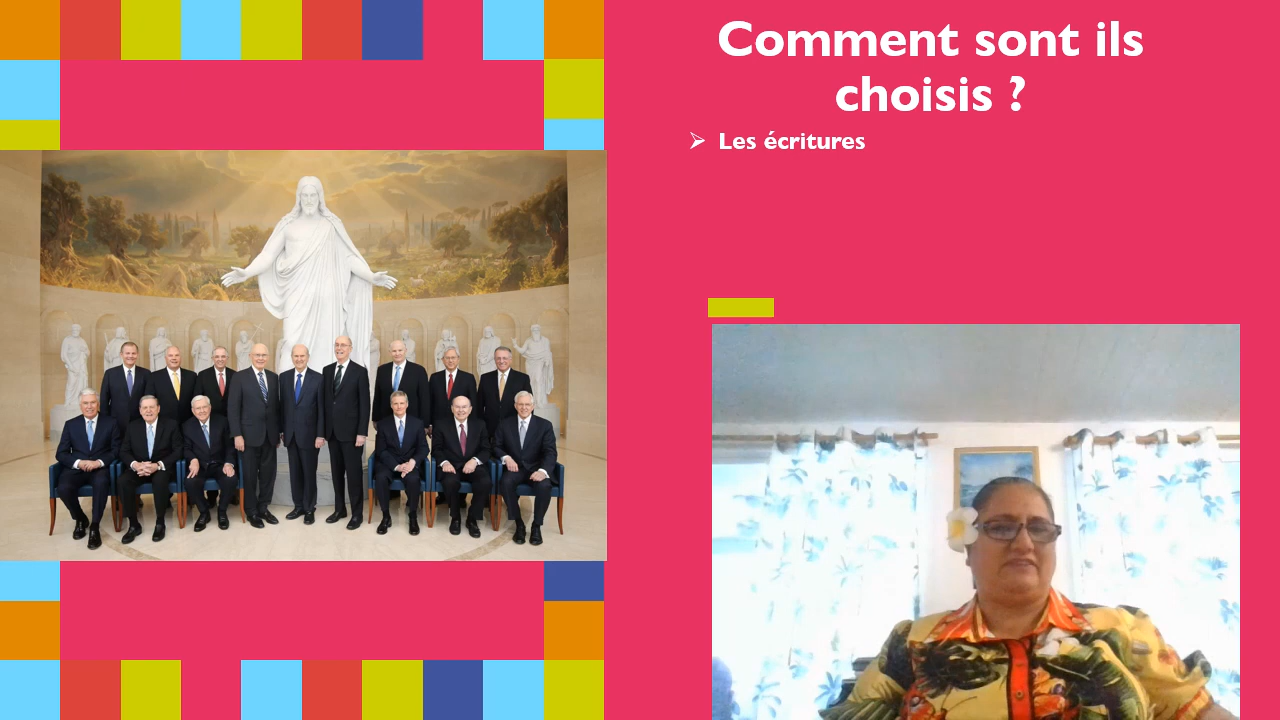 Comment sont ils
choisis ?
➢ Les écritures